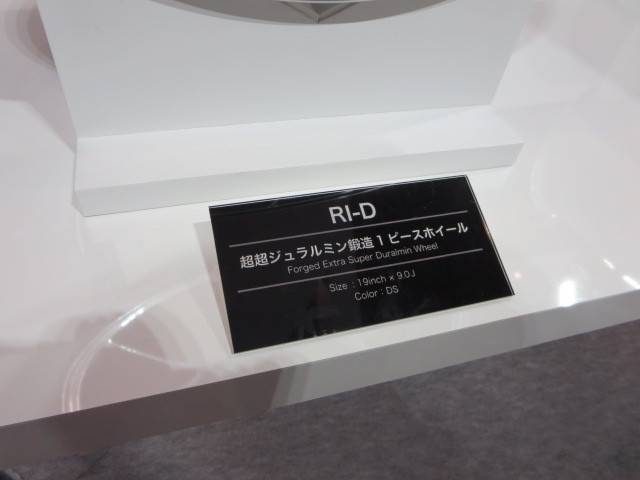 RI-D
超超ジュラルミン鍛造1ピースホイール
Forged Extra Super Duralmin Wheel
Size : 19inch x 9.0J
Color : DS